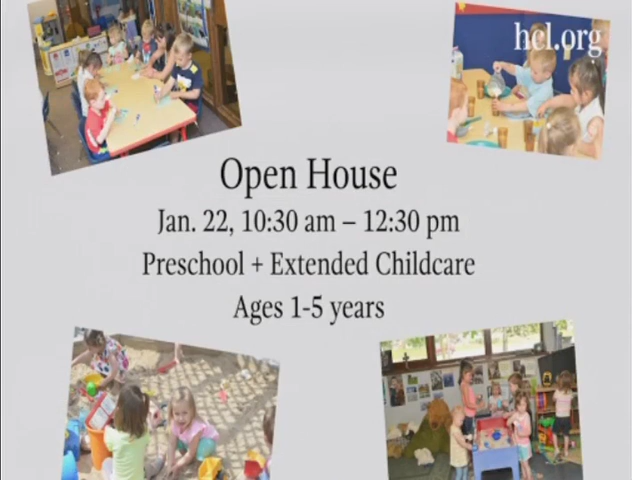 hcl.org
Open House
Jan. 22, 10:30 am – 12:30 pm
Preschool + Extended Childcare
Ages 1-5 years